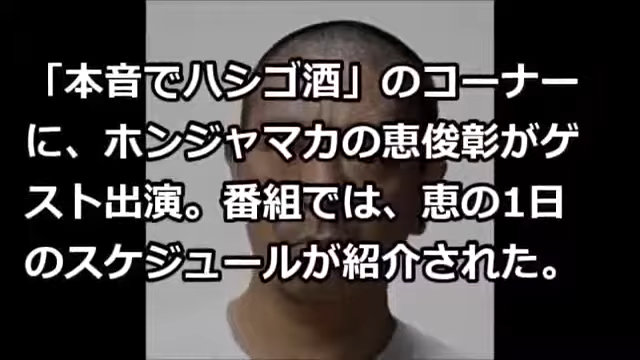 「本音でハシゴ酒」のコーナー
に、ホンジャマカの恵俊彰がゲ
スト出演。番組では、恵の1日
のスケジュールが紹介された。